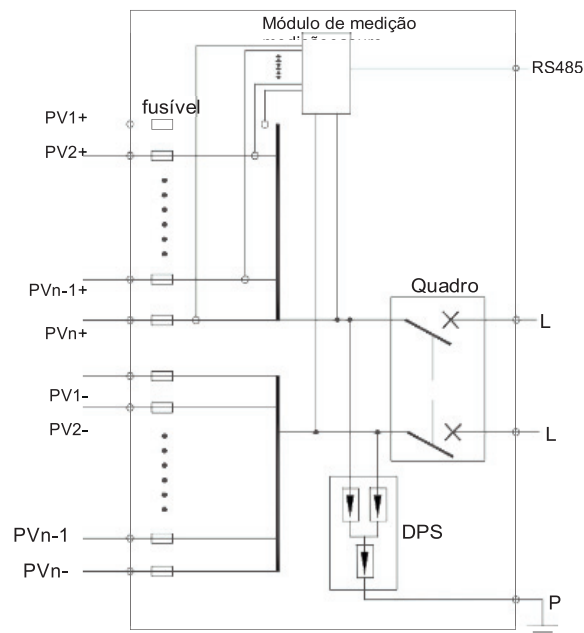 Módulo de medição
RS485
fusível
PV1+
PV2+
PVn-1+
Quadro
PVn+
L
PV1-
PV2-
L
DPS
PVn-1
PVn-
P